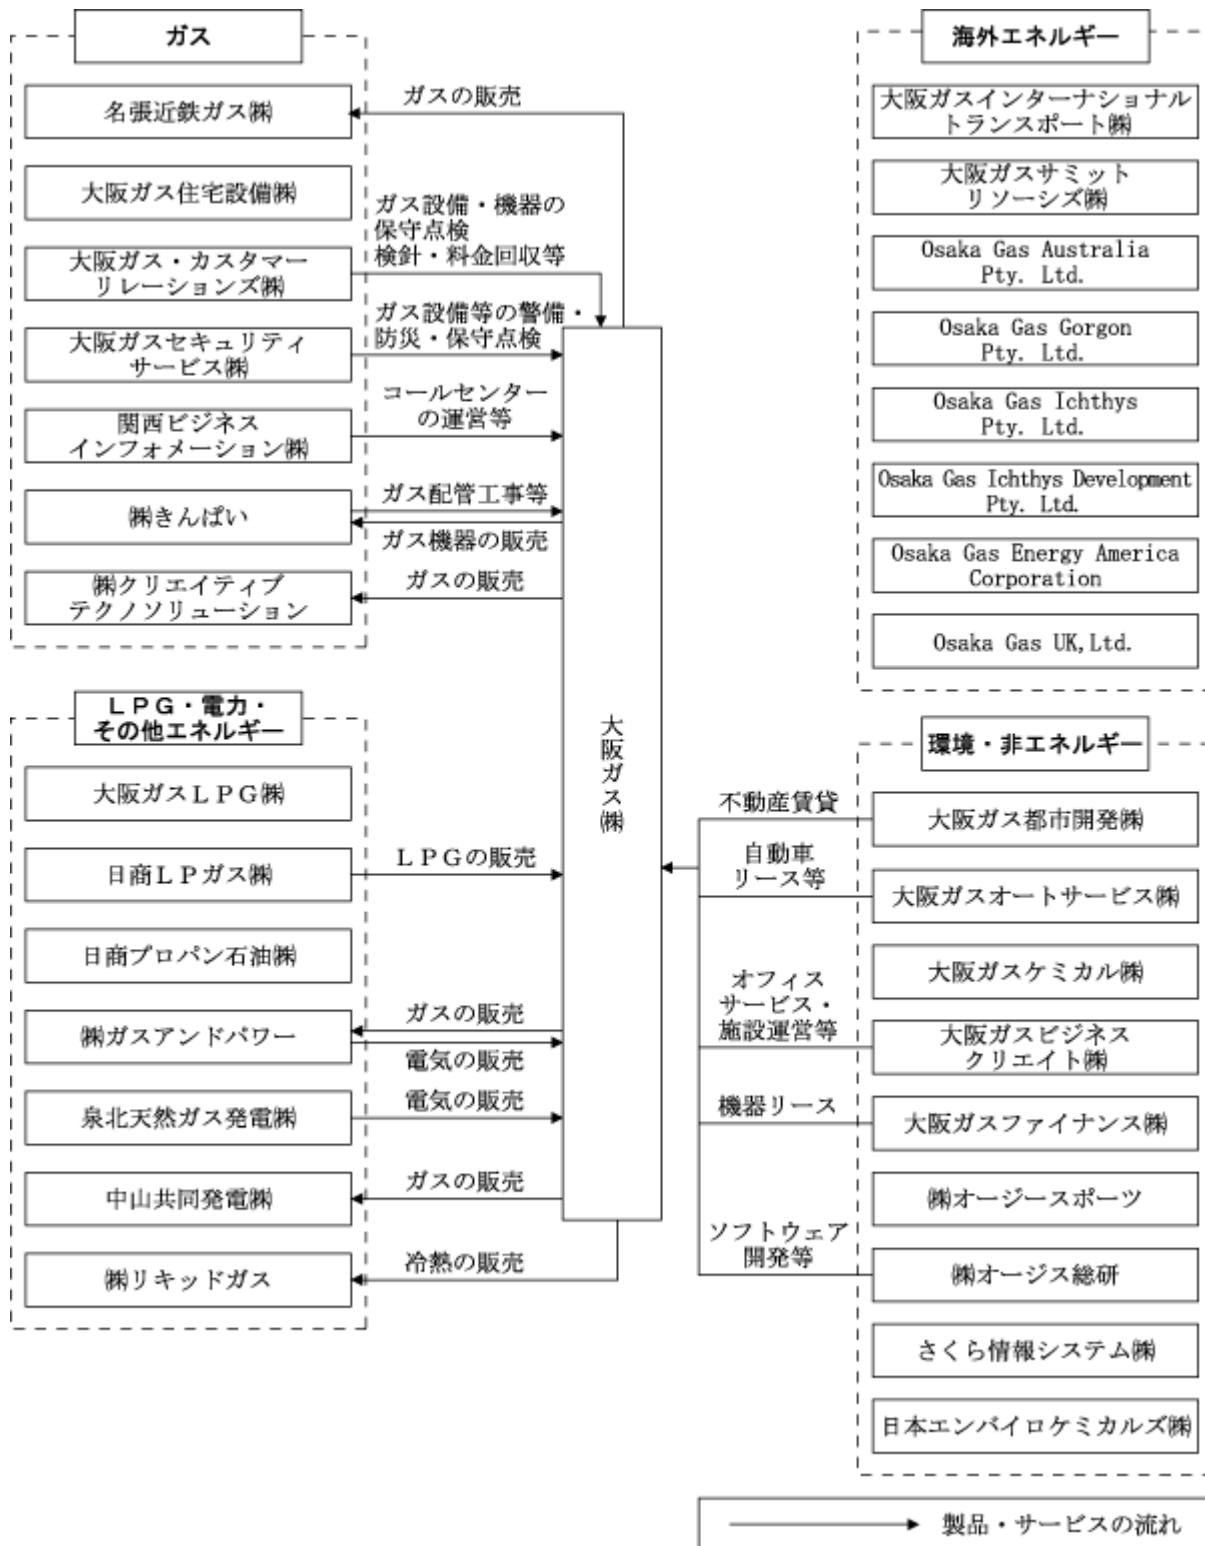 ガス
名張近鉄ガス㈱
大阪ガス住宅設備㈱
大阪ガス・カスタマー
リレーションズ㈱
大阪ガスセキュリティ
サービス㈱
関西ビジネス
インフォメーション㈱
㈱きんぱい
㈱クリエイティブ
テクノソリューション
ガスの販売
ガス設備・機器の
保守点検
検針・料金回収等
ガス設備等の警備・
防災・保守点検
コールセンター
の運営等
ガス配管工事等
ガス機器の販売
ガスの販売
LPG・電力・
その他エネルギー
大阪ガスLPG㈱
日商LPガス㈱
日商プロパン石油㈱
㈱ガスアンドパワー
泉北天然ガス発電㈱
中山共同発電㈱
㈱リキッドガス
LPGの販売
ガスの販売
電気の販売
電気の販売
ガスの販売
冷熱の販売
大阪ガス㈱
海外エネルギー
大阪ガスインターナショナル
トランスポート㈱
大阪ガスサミット
リソーシズ㈱
Osaka Gas Australia
Pty. Ltd.
Osaka Gas Gorgon
Pty. Ltd.
Osaka Gas Ichthys
Pty. Ltd.
Osaka Gas Ichthys Development
Pty. Ltd.
Osaka Gas Energy America
Corporation
Osaka Gas UK,Ltd.
環境・非エネルギー
不動産賃貸
自動車
リース等
オフィス
サービス・
施設運営等
機器リース
ソフトウェア
開発等
大阪ガス都市開発㈱
大阪ガスオートサービス㈱
大阪ガスケミカル㈱
大阪ガスビジネス
クリエイト㈱
大阪ガスファイナンス㈱
㈱オージースポーツ
㈱オージス総研
さくら情報システム㈱
日本エンバイロケミカルズ㈱
製品・サービスの流れ